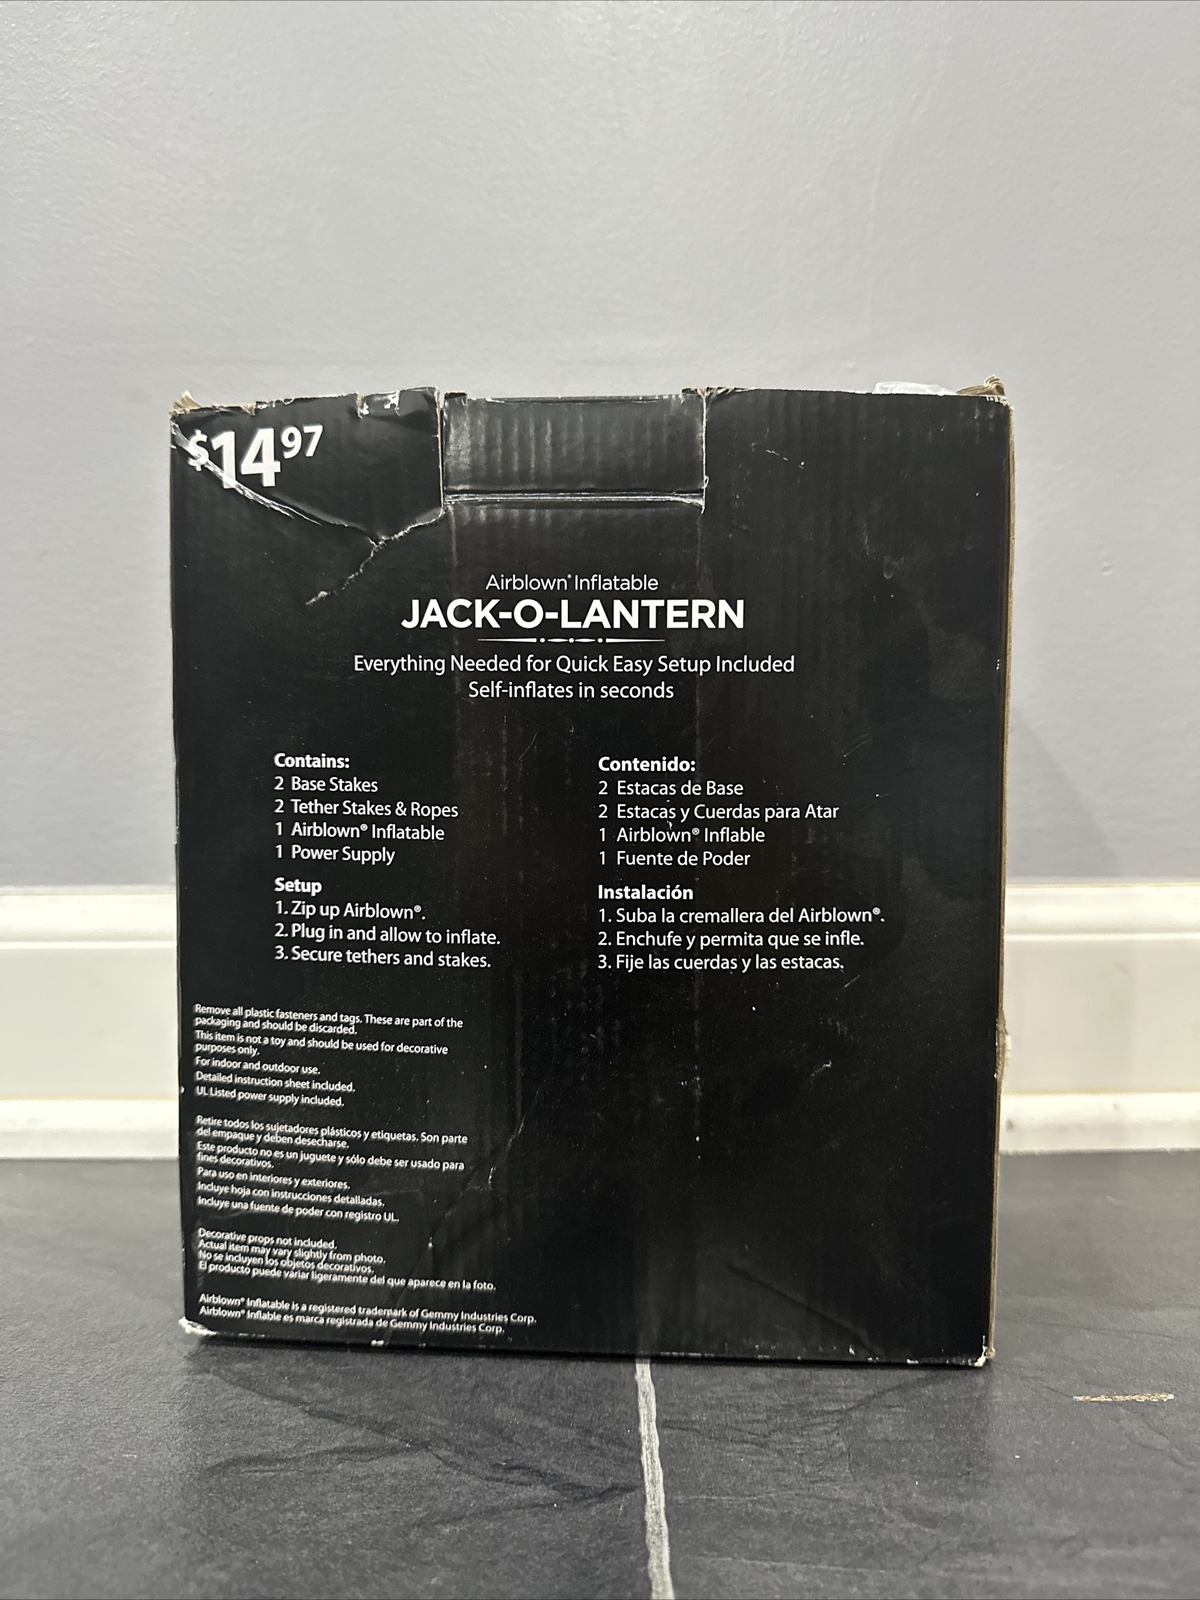 $14 97
Airblown® Inflatable
JACK-O-LANTERN
Everything Needed for Quick Easy Setup Included
Self-inflates in seconds
Contains:
2 Base Stakes
2 Tether Stakes & Ropes
1 Airblown® Inflatable
1 Power Supply
Setup
1. Zip up Airblown®.
2. Plug in and allow to inflate.
3. Secure tethers and stakes.
Contenido:
2 Estacas de Base
2 Estacas y Cuerdas para Atar
1 Airblown® Inflable
1 Fuente de Poder
Instalación
1. Suba la cremallera del Airblown®.
2. Enchufe y permita que se infle.
3. Fije las cuerdas y las estacas.
Remove all plastic fasteners and tags. These are part of the
packaging and should be discarded.
This item is not a toy and should be used for decorative
purposes only.
For indoor and outdoor use.
Detailed instruction sheet included.
UL Listed power supply included.
Retire todos los sujetadores plásticos y etiquetas. Son parte
del empaque y deben desecharse.
Este producto no es un juguete y sólo debe ser usado para
fines decorativos.
Para uso en interiores y exteriores.
Incluye hoja con instrucciones detalladas.
Incluye una fuente de poder con registro UL.
Decorative props not included.
Actual item may vary slightly from photo.
No se incluyen los objetos decorativos.
El producto puede variar ligeramente del que aparece en la foto.
Airblown® Inflatable is a registered trademark of Gemmy Industries Corp.
Airblown® Inflable es marca registrada de Gemmy Industries Corp.